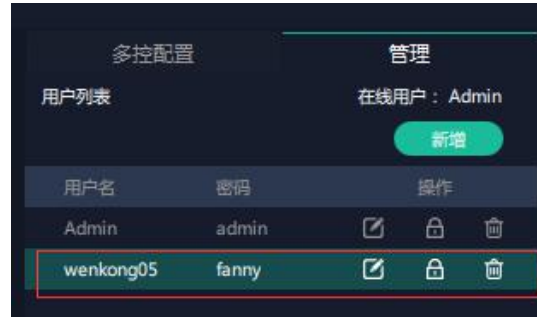 多控配置 管理
用户列表 在线用户： Admin
新增
用户名 密码 操作
Admin admin
wenkong05 fanny